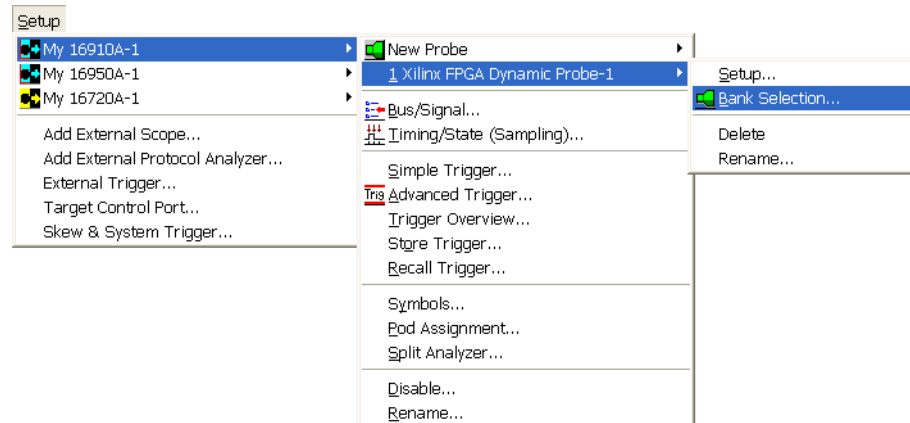 Setup
My 16910A-1
My 16950A-1
My 16720A-1
Add External Scope...
Add External Protocol Analyzer...
External Trigger...
Target Control Port...
Skew & System Trigger...
New Probe
1 Xilinx FPGA Dynamic Probe-1
Bus/Signal...
Timing/State (Sampling)...
Simple Trigger...
Trig Advanced Trigger...
Trigger Overview...
Store Trigger...
Recall Trigger...
Symbols...
Pod Assignment...
Split Analyzer...
Disable...
Rename...
Setup...
Bank Selection...
Delete
Rename...